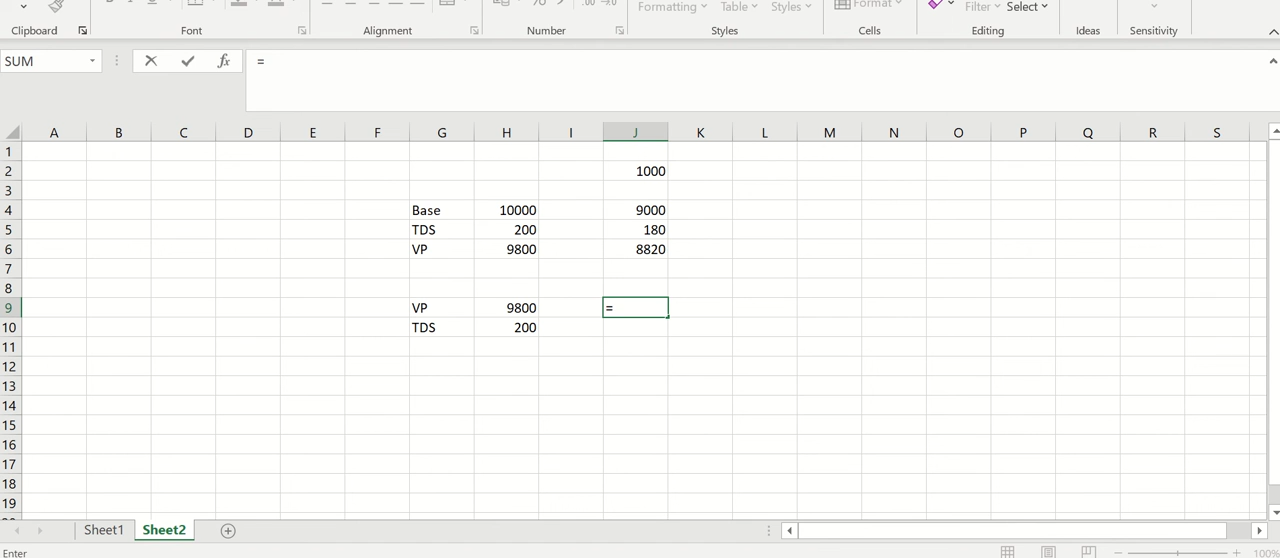 Formatting Table Styles Format Filter Select
Clipboard Font Alignment Number Styles Cells Editing Ideas Sensitivity
SUM fx =
A B C D E F G H I J K L M N O P Q R S
1
2 1000
3
4 Base 10000 9000
5 TDS 200 180
6 VP 9800 8820
7
8
9 VP 9800 =
10 TDS 200
11
12
13
14
15
16
17
18
19
Sheet1 Sheet2
Enter 100%